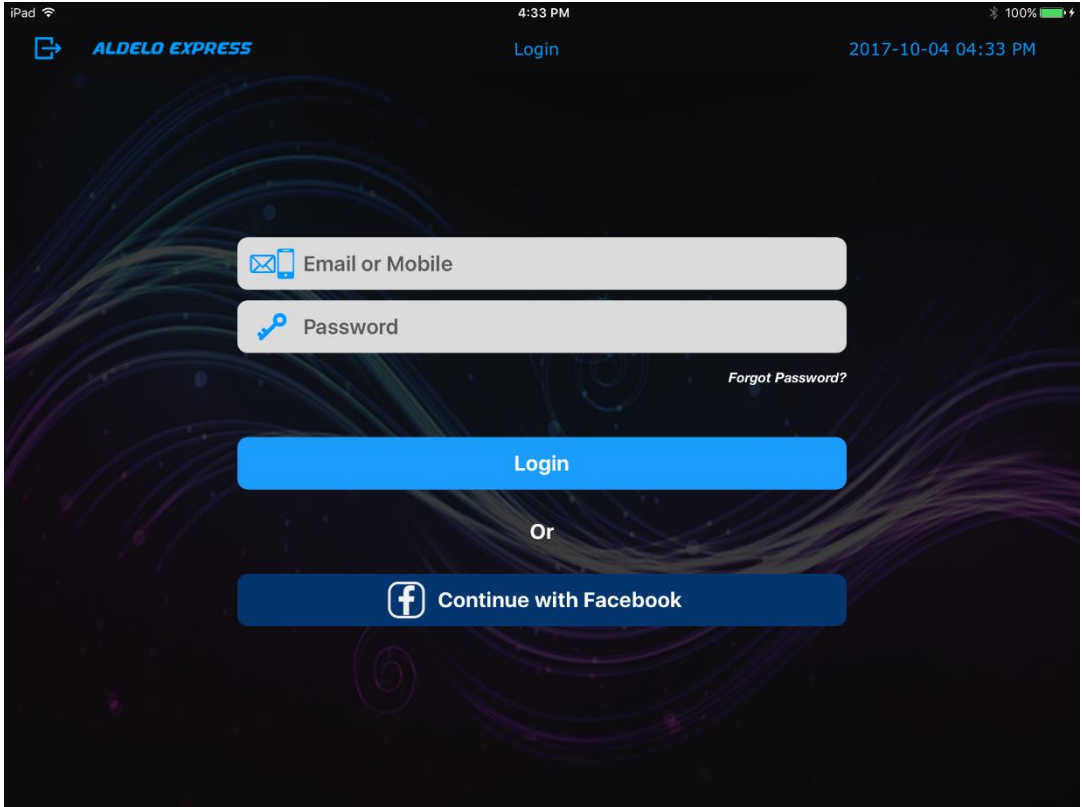 iPad 4:33 PM 100%
ALDELO EXPRESS Login 2017-10-04 04:33 PM
Email or Mobile
Password
Forgot Password?
Login
Or
Continue with Facebook